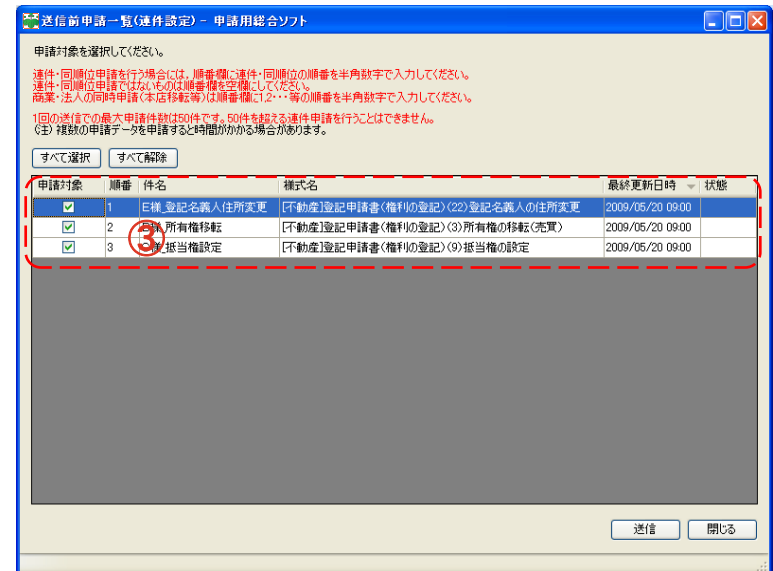 送信前申請一覧(連件設定) - 申請用総合ソフト
申請対象を選択してください。
連件・同順位申請を行う場合には, 順番欄に連件・同順位の順番を半角数字で入力してください。
連件・同順位申請ではないものは順番欄を空欄にしてください。
商業・法人の同時申請(本店移転等)は順番欄に1,2・・・等の順番を半角数字で入力してください。
1回の送信での最大申請件数は50件です。50件を超える連件申請を行うことはできません。
(注) 複数の申請データを申請すると時間がかかる場合があります。
すべて選択 すべて解除
申請対象 順番 件名 様式名 最終更新日時 状態
1 E様_登記名義人住所変更 [不動産]登記申請書(権利の登記)(22)登記名義人の住所変更 2009/05/20 09:00
2 様_所有権移転 [不動産]登記申請書(権利の登記)(3)所有権の移転(売買) 2009/05/20 09:00
3 様_抵当権設定 [不動産]登記申請書(権利の登記)(9)抵当権の設定 2009/05/20 09:00
③
送信 閉じる